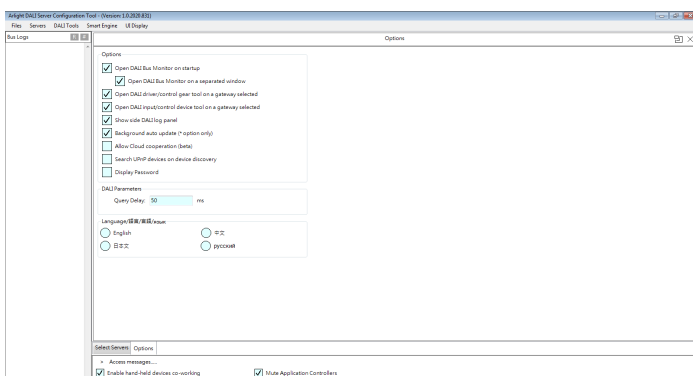 Arlight DALI Server Configuration Tool - (Version: 1.0.2020.831)
Files Servers DALI Tools Smart Engine UI Display
Bus Logs
Options
Options
Open DALI Bus Monitor on startup
Open DALI Bus Monitor on a separated window
Open DALI driver/control gear tool on a gateway selected
Open DALI input/control device tool on a gateway selected
Show side DALI log panel
Background auto update (* option only)
Allow Cloud cooperation (beta)
Search UPnP devices on device discovery
Display Password
DALI Parameters
Query Delay: 50 ms
Language/語言/言語/язык
English 中文
日本文 русский
Select Servers Options
Access messages....
Enable hand-held devices co-working Mute Application Controllers